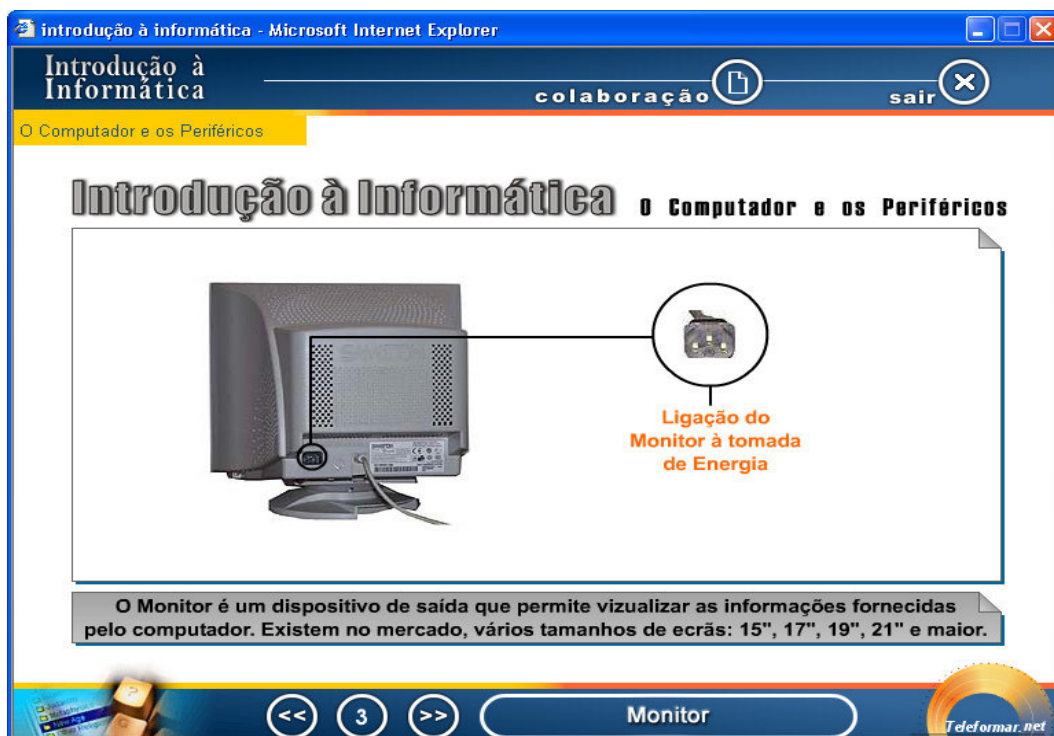 introdução à informática - Microsoft Internet Explorer
Introdução à
Informática
colaboração
sair
O Computador e os Periféricos
Introdução à Informática O Computador e os Periféricos
Ligação do
Monitor à tomada
de Energia
O Monitor é um dispositivo de saída que permite vizualizar as informações fornecidas
pelo computador. Existem no mercado, vários tamanhos de ecrãs: 15", 17", 19", 21" e maior.
<< 3 >> Monitor
Teleformar.net